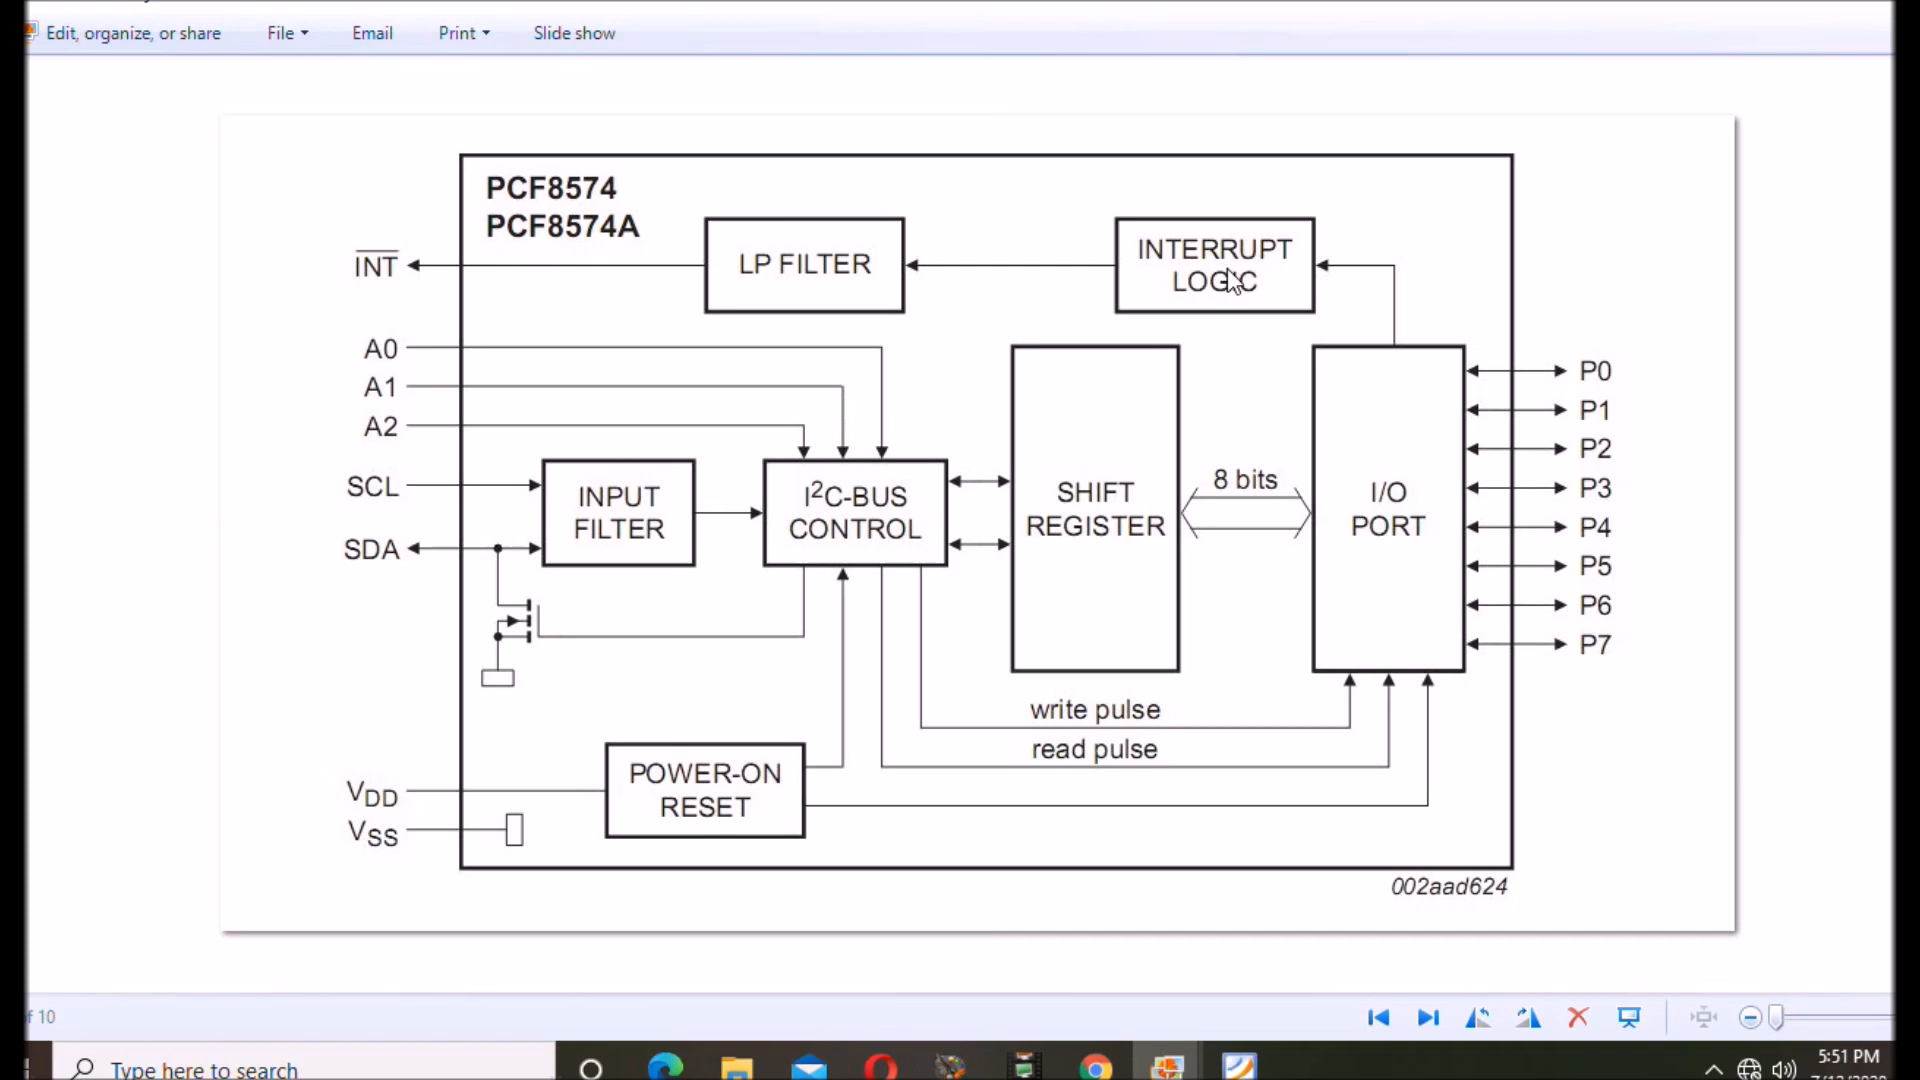 Edit, organize, or share File Email Print Slide show
PCF8574
PCF8574A
INT
LP FILTER
INTERRUPT
LOGIC
A0
A1
A2
SCL
SDA
INPUT
FILTER
I²C-BUS
CONTROL
SHIFT
REGISTER
8 bits
I/O
PORT
P0
P1
P2
P3
P4
P5
P6
P7
write pulse
read pulse
POWER-ON
RESET
VDD
VSS
002aad624
of 10
Type here to search
5:51 PM